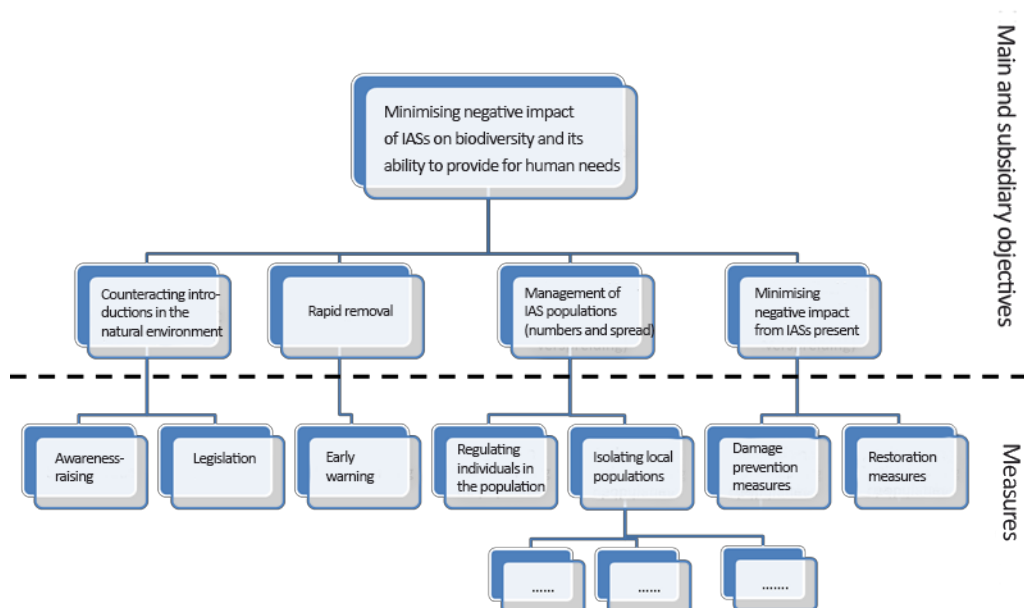 Main and subsidiary objectives
Minimising negative impact
of IASs on biodiversity and its
ability to provide for human needs
Counteracting intro-
ductions in the
natural environment
Rapid removal
Management of
IAS populations
(numbers and spread)
Minimising
negative impact
from IASs present
Measures
Awareness-
raising
Legislation
Early
warning
Regulating
individuals in
the population
Isolating local
populations
Damage
prevention
measures
Restoration
measures
......
......
.......